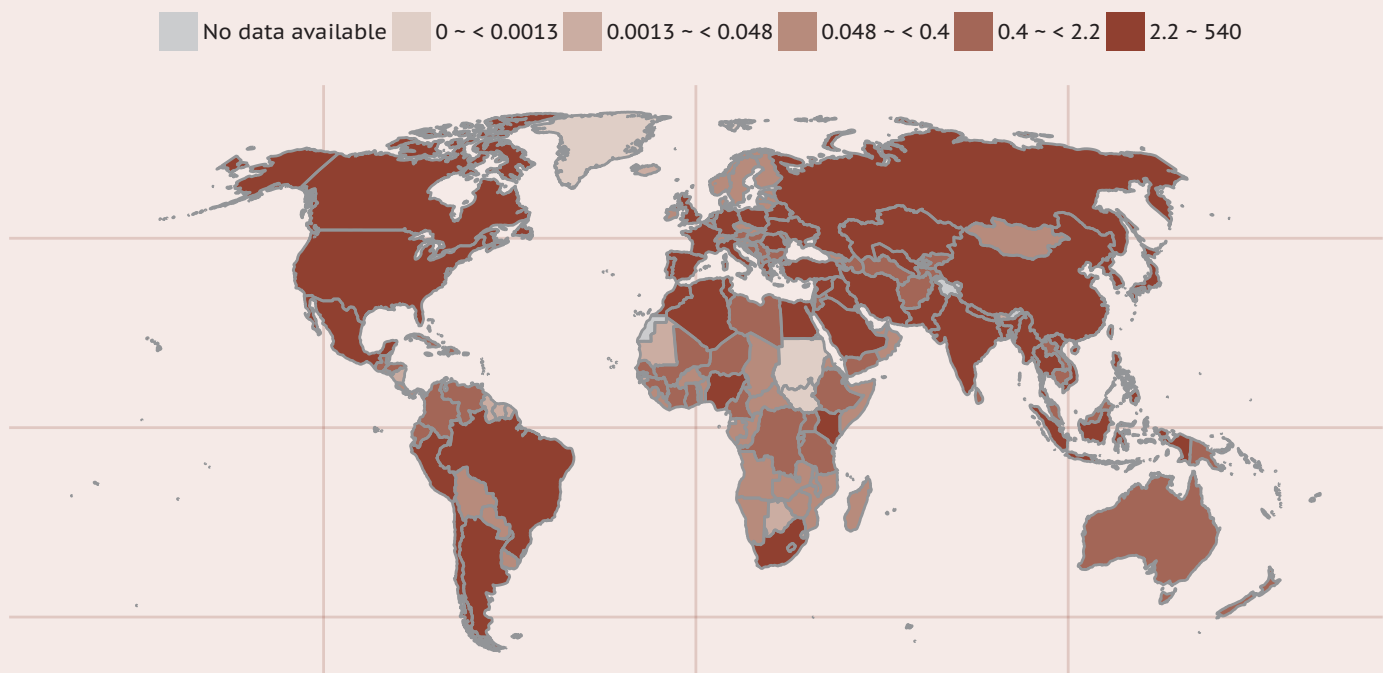 No data available 0 ~ < 0.0013 0.0013 ~ < 0.048 0.048 ~ < 0.4 0.4 ~ < 2.2 2.2 ~ 540